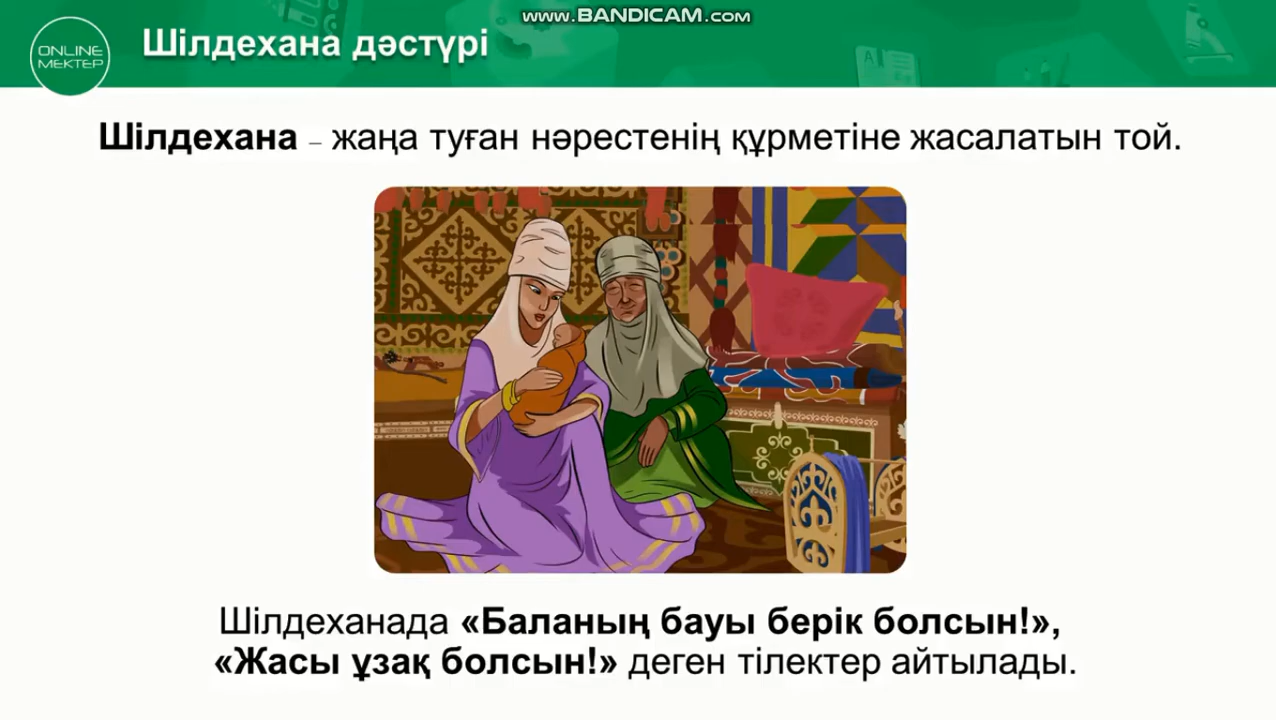 www.BANDICAM.com
ONLINE
МЕКТЕР
Шілдехана дәстүрі
Шілдехана – жаңа туған нәрестенің құрметіне жасалатын той.
Шілдеханада «Баланың бауы берік болсын!»,
«Жасы ұзақ болсын!» деген тілектер айтылады.